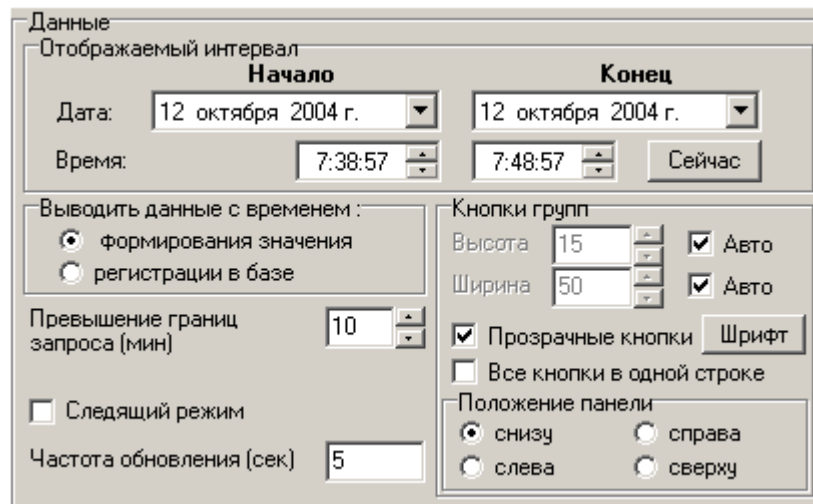 Данные
Отображаемый интервал
Начало Конец
Дата: 12 октября 2004 г. 12 октября 2004 г.
Время: 7:38:57 7:48:57 Сейчас
Выводить данные с временем :
формирования значения
регистрации в базе
Превышение границ
запроса (мин) 10
Следящий режим
Частота обновления (сек) 5
Кнопки групп
Высота 15 Авто
Ширина 50 Авто
Прозрачные кнопки Шрифт
Все кнопки в одной строке
Положение панели
снизу справа
слева сверху